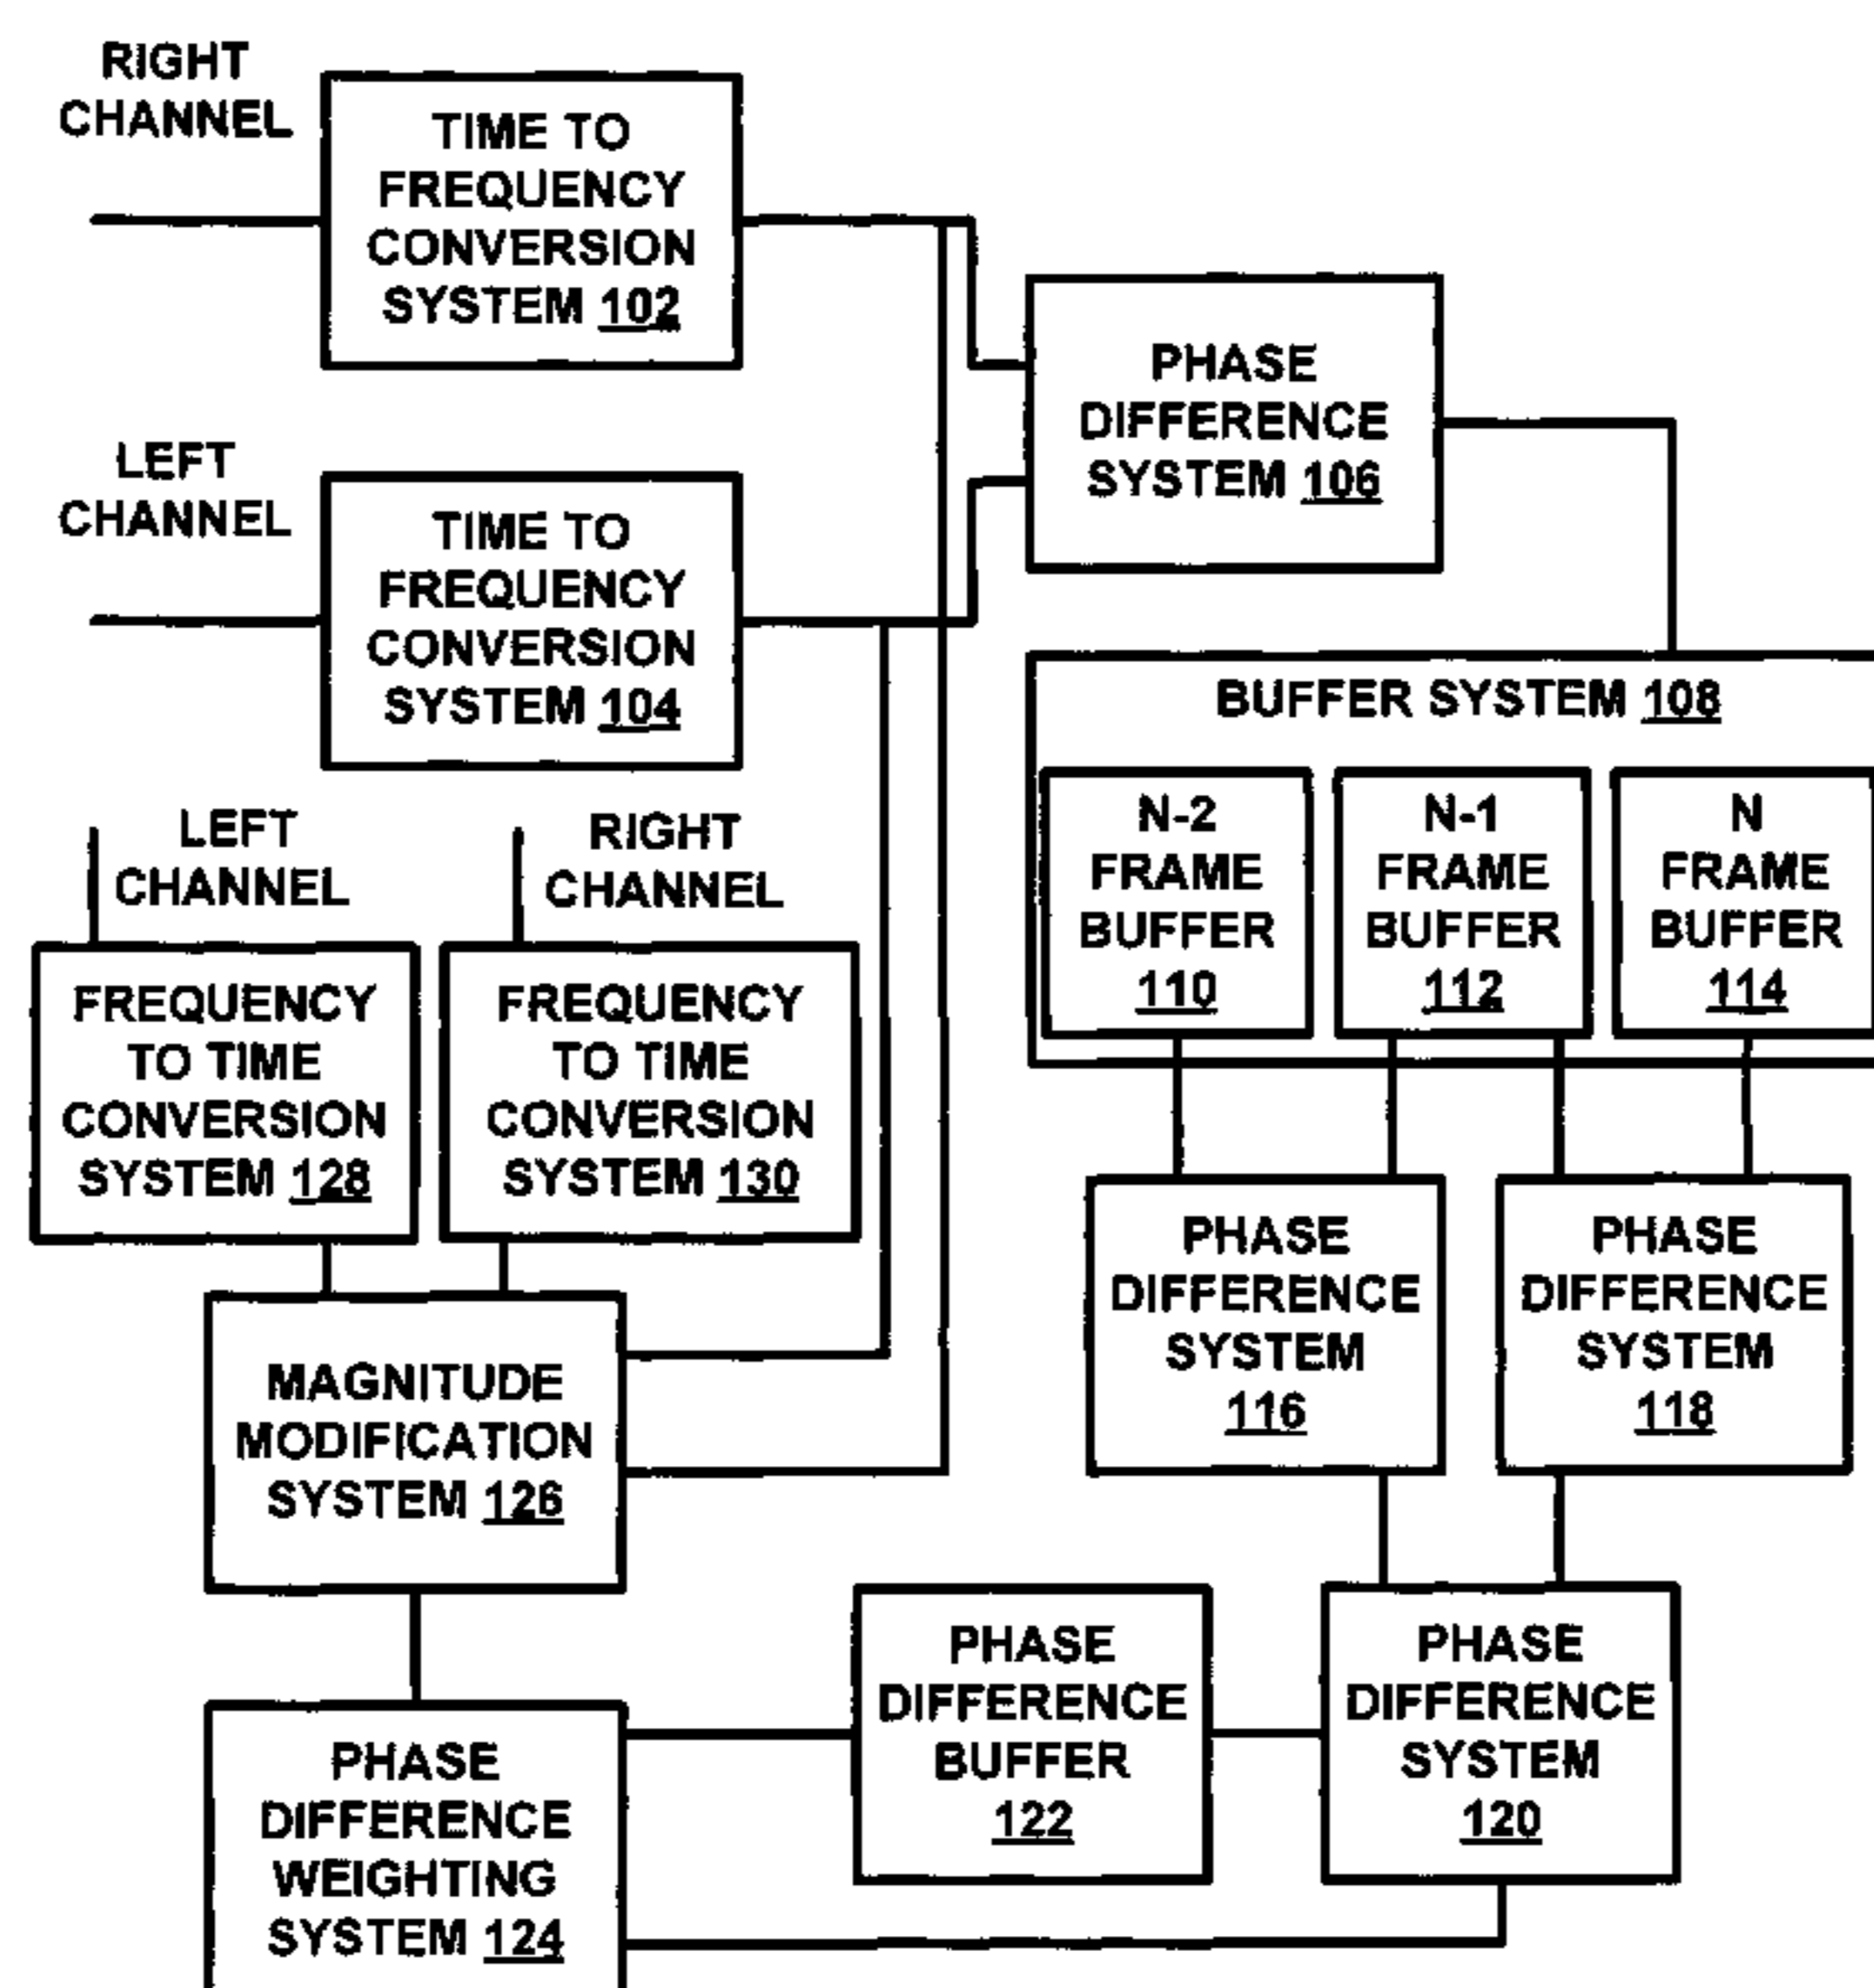 RIGHT
CHANNEL
TIME TO
FREQUENCY
CONVERSION
SYSTEM 102
PHASE
DIFFERENCE
SYSTEM 106
LEFT
CHANNEL
TIME TO
FREQUENCY
CONVERSION
SYSTEM 104
BUFFER SYSTEM 108
N-2
FRAME
BUFFER
110
N-1
FRAME
BUFFER
112
N
FRAME
BUFFER
114
LEFT
CHANNEL
RIGHT
CHANNEL
FREQUENCY
TO TIME
CONVERSION
SYSTEM 128
FREQUENCY
TO TIME
CONVERSION
SYSTEM 130
PHASE
DIFFERENCE
SYSTEM
116
PHASE
DIFFERENCE
SYSTEM
118
MAGNITUDE
MODIFICATION
SYSTEM 126
PHASE
DIFFERENCE
BUFFER
122
PHASE
DIFFERENCE
SYSTEM
120
PHASE
DIFFERENCE
WEIGHTING
SYSTEM 124